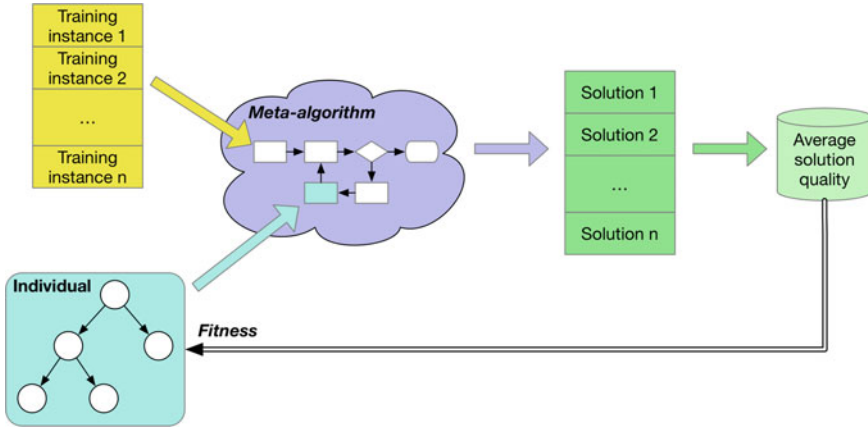 Training
instance 1
Training
instance 2
...
Training
instance n
Meta-algorithm
Solution 1
Solution 2
...
Solution n
Average
solution
quality
Individual
Fitness